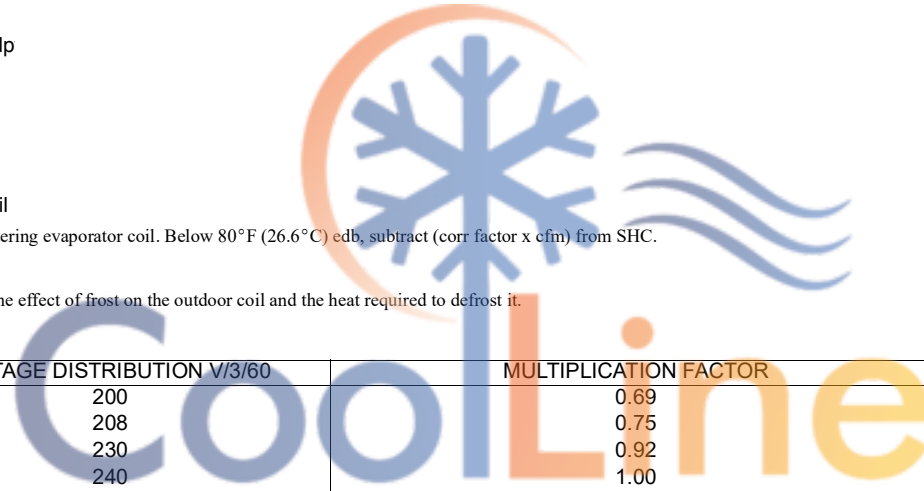 lp
il
ering evaporator coil. Below 80°F (26.6°C) edb, subtract (corr factor x cfm) from SHC.
he effect of frost on the outdoor coil and the heat required to defrost it.
TAGE DISTRIBUTION V/3/60 MULTIPLICATION FACTOR
200 0.69
208 0.75
230 0.92
240 1.00
CoolLine